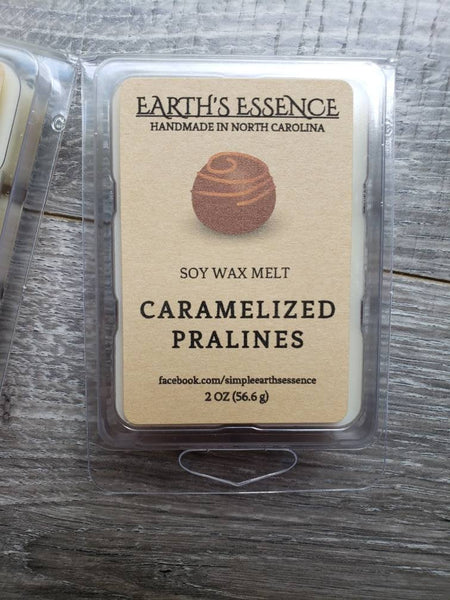 EARTH'S ESSENCE
HANDMADE IN NORTH CAROLINA
SOY WAX MELT
CARAMELIZED
PRALINES
facebook.com/simpleearthsessence
2 OZ (56.6 g)